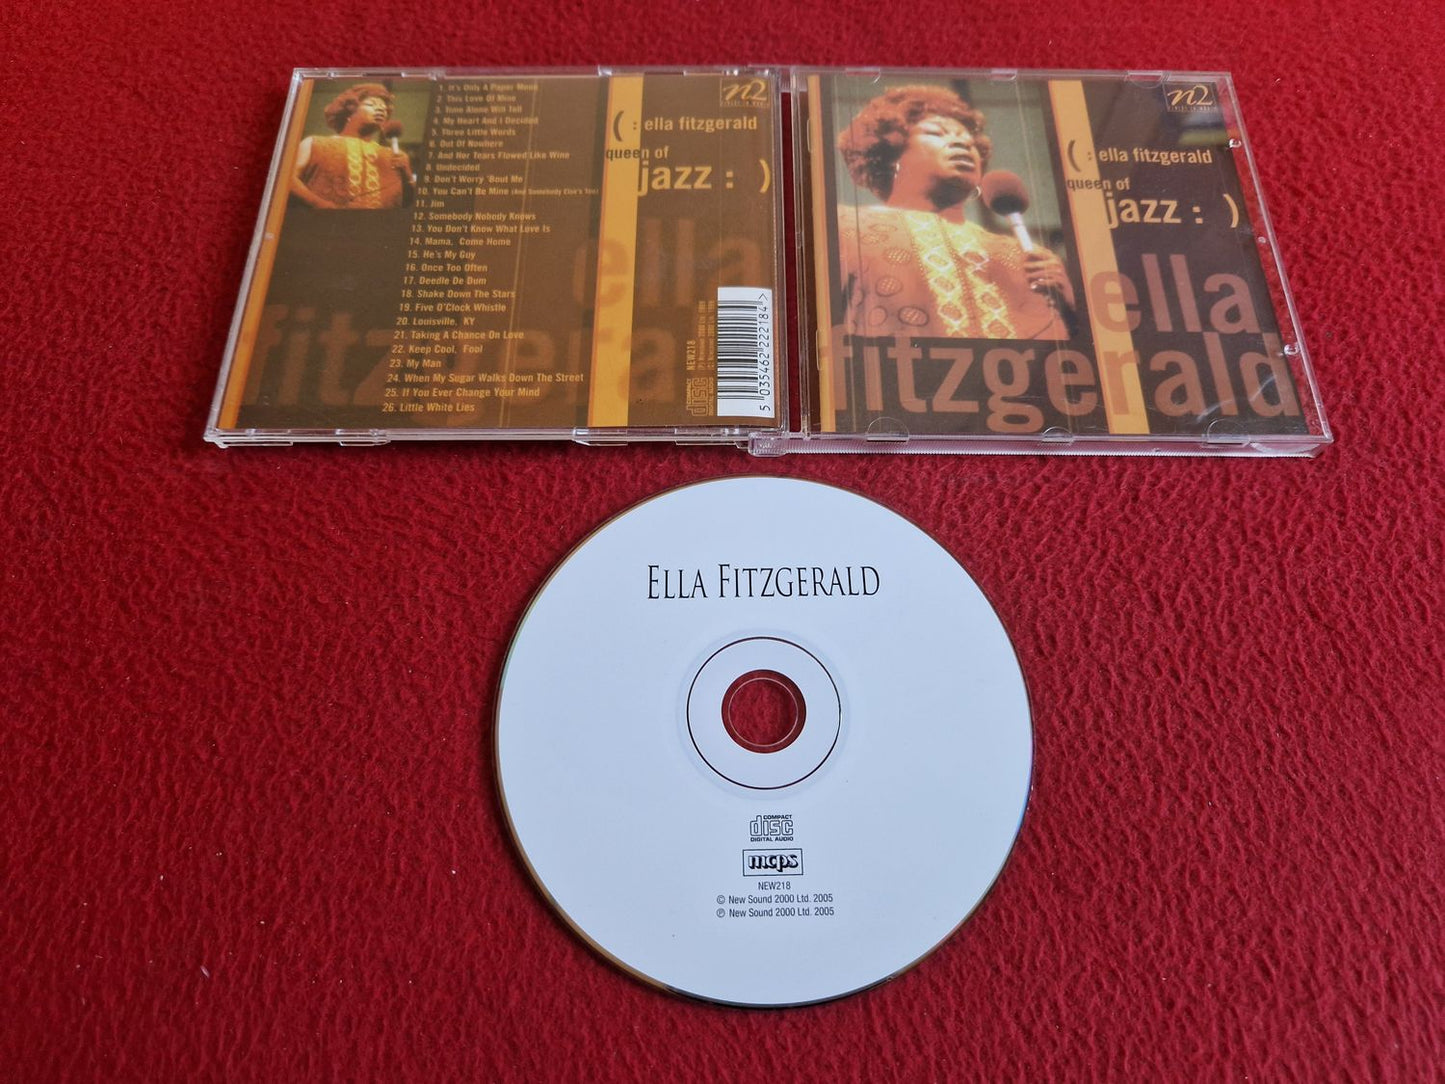 1. It's Only A Paper Moon
2. This Love Of Mine
3. Time Alone Will Tell
4. My Heart And I Decided
5. Three Little Words
6. Out Of Nowhere
7. And Her Tears Flowed Like Wine
8. Undecided
9. Don't Worry 'Bout Me
10. You Can't Be Mine (And Somebody Else's Too)
11. Jim
12. Somebody Nobody Knows
13. You Don't Know What Love Is
14. Mama, Come Home
15. He's My Guy
16. Once Too Often
17. Deedle De Dum
18. Shake Down The Stars
19. Five O'Clock Whistle
20. Louisville, KY
21. Taking A Chance On Love
22. Keep Cool, Fool
23. My Man
24. When My Sugar Walks Down The Street
25. If You Ever Change Your Mind
26. Little White Lies
n2
( : ella fitzgerald
queen of
jazz : )
ella
fitzgerald
COMPACT
disc
DIGITAL AUDIO
NEW218
5 035462 222184 >
n2
( : ella fitzgerald
queen of
jazz : )
ella
fitzgerald
ELLA FITZGERALD
COMPACT
disc
DIGITAL AUDIO
mcps
NEW218
© New Sound 2000 Ltd. 2005
℗ New Sound 2000 Ltd. 2005